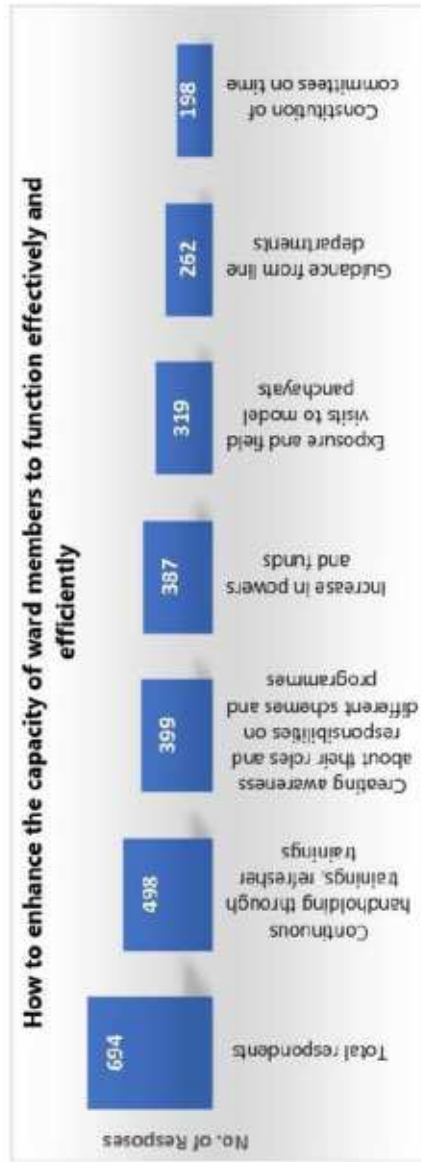 How to enhance the capacity of ward members to function effectively and
efficiently
No. of Resposes
694
498
399
387
319
262
198
Total respondents
Continuous
handholding through
trainings, refresher
trainings
Creating awareness
about their roles and
responsibilities on
different schemes and
programmes
Increase in powers
and funds
Exposure and field
visits to model
panchayats
Guidance from line
departments
Constitution of
committees on time